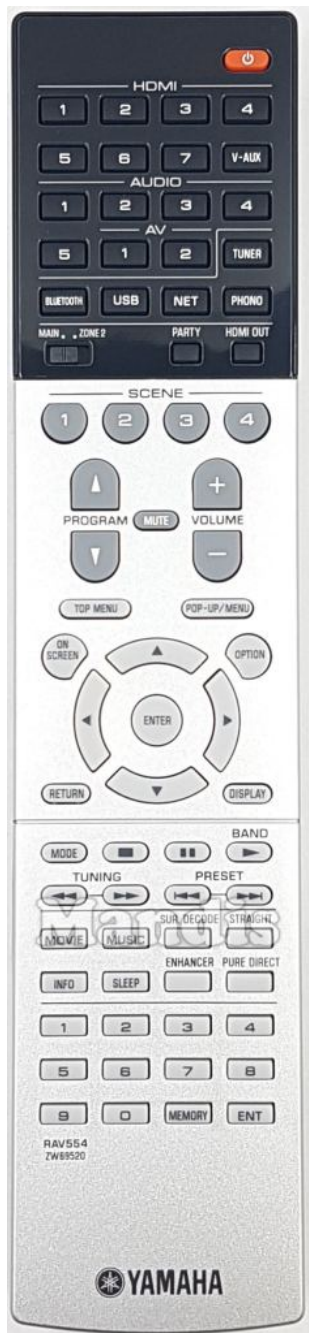 HDMI
1 2 3 4
5 6 7 V-AUX
AUDIO
1 2 3 4
AV
5 1 2 TUNER
BLUETOOTH USB NET PHONO
MAIN ZONE 2 PARTY HDMI OUT
SCENE
1 2 3 4
PROGRAM MUTE VOLUME
TOP MENU POP-UP/MENU
ON
SCREEN
OPTION
ENTER
RETURN DISPLAY
BAND
MODE
TUNING PRESET
SUR. DECODE STRAIGHT
Mandis
MOVIE MUSIC
ENHANCER PURE DIRECT
INFO SLEEP
1 2 3 4
5 6 7 8
9 0 MEMORY ENT
RAV554
ZW69520
YAMAHA